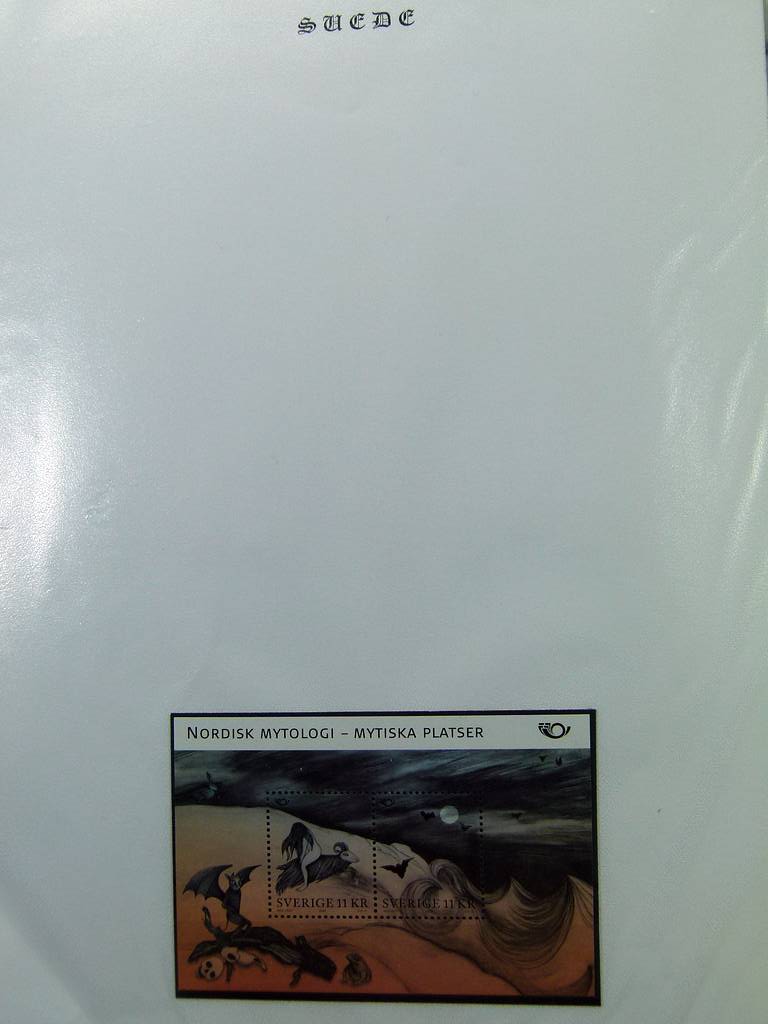 SUEDE
NORDISK MYTOLOGI – MYTISKA PLATSER
SVERIGE 11 KR SVERIGE 11 KR